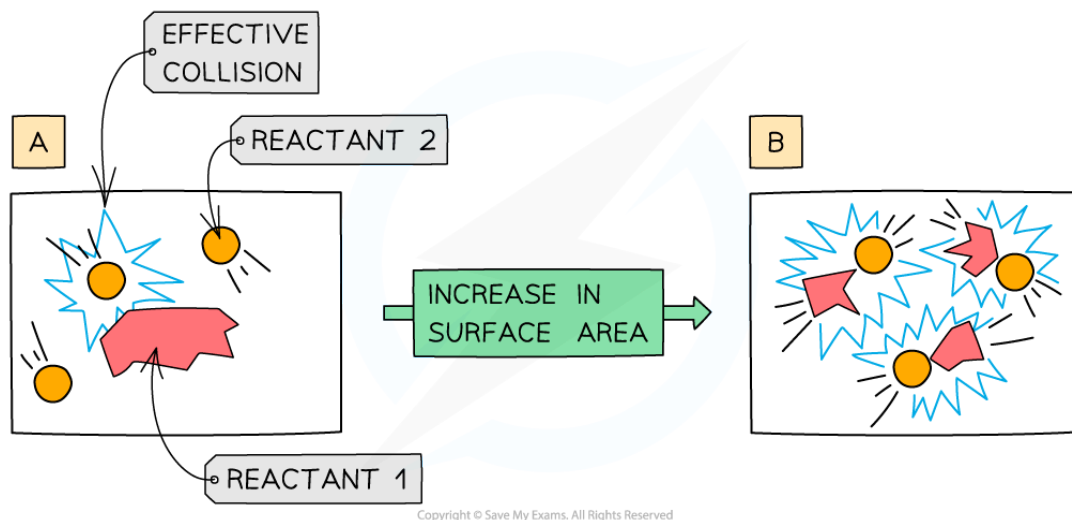 EFFECTIVE
COLLISION
A
REACTANT 2
B
INCREASE IN
SURFACE AREA
REACTANT 1
Copyright © Save My Exams. All Rights Reserved